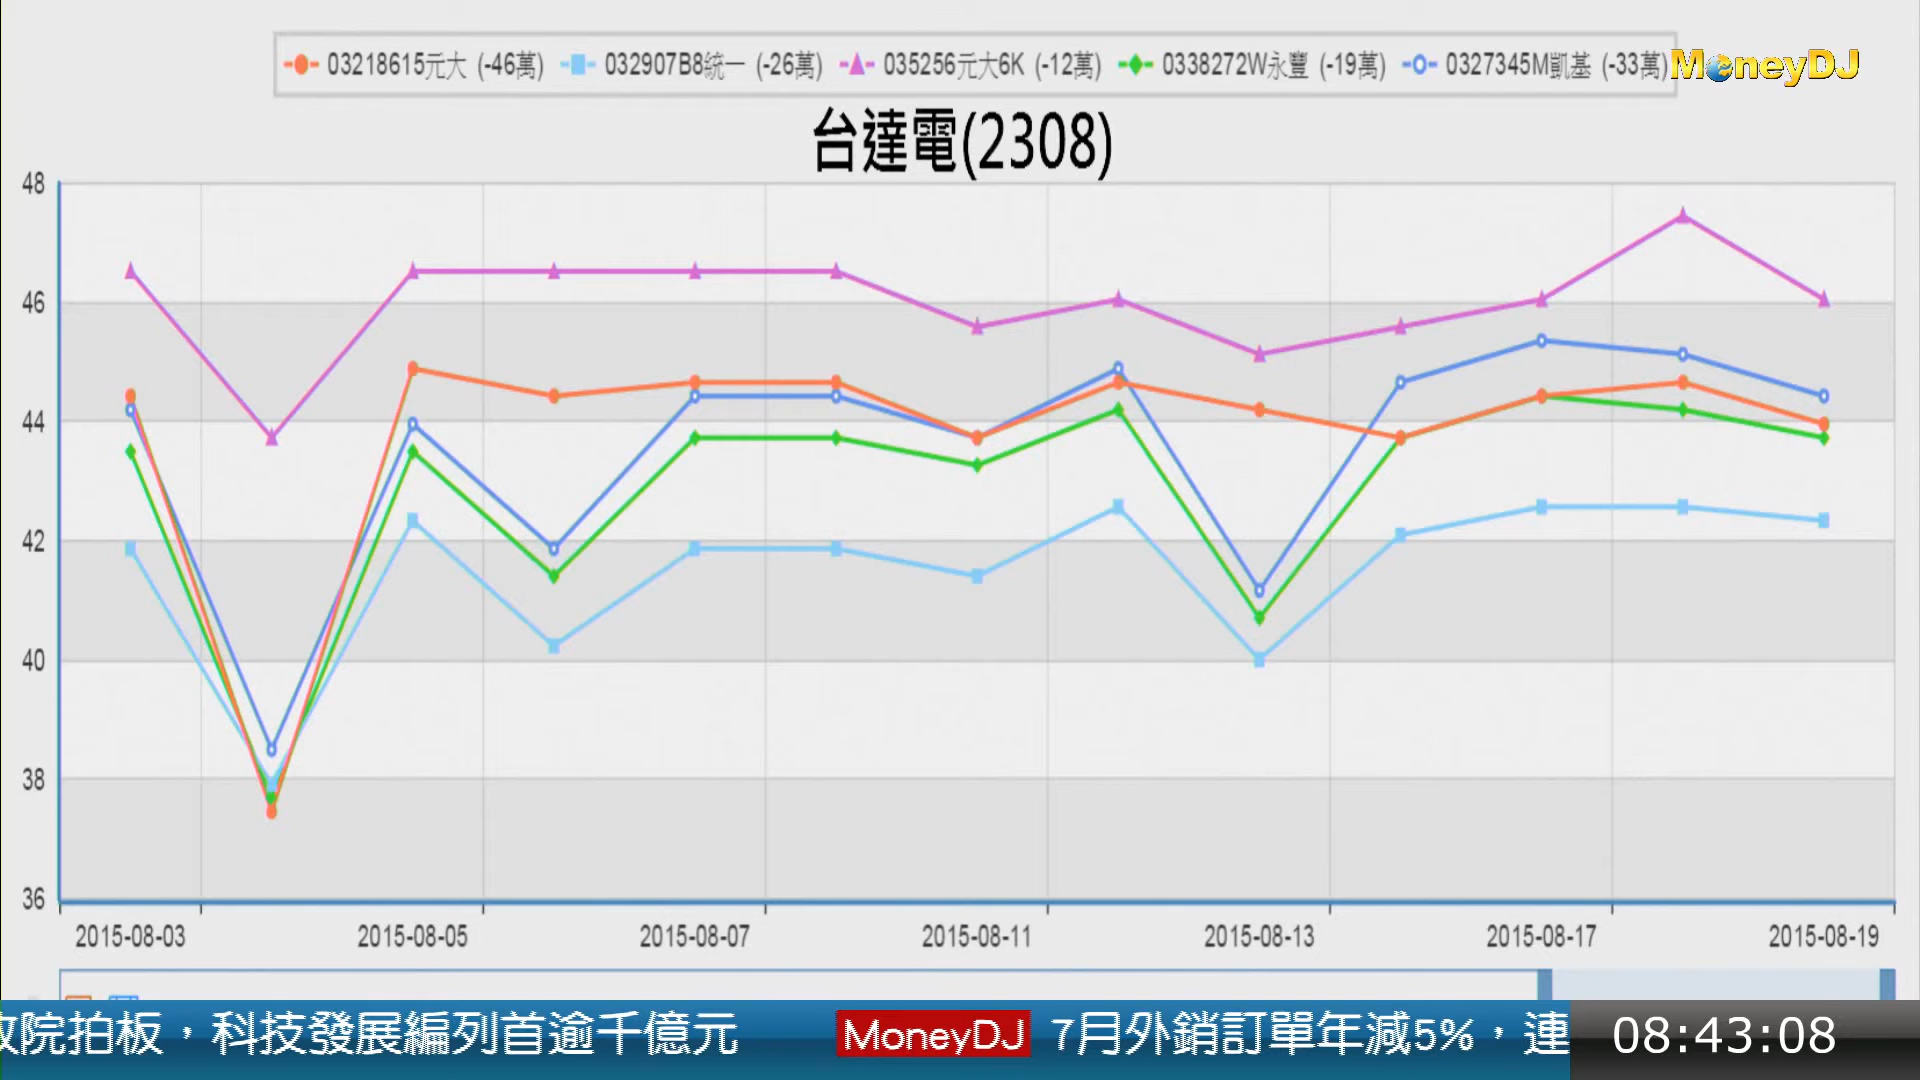 03218615元大 (-46萬) 032907B8統一 (-26萬) 035256元大6K (-12萬) 0338272W永豐 (-19萬) 0327345M凱基 (-33萬)
MoneyDJ
台達電(2308)
48
46
44
42
40
38
36
2015-08-03 2015-08-05 2015-08-07 2015-08-11 2015-08-13 2015-08-17 2015-08-19
院拍板，科技發展編列首逾千億元 MoneyDJ 7月外銷訂單年減5%，連 08:43:08